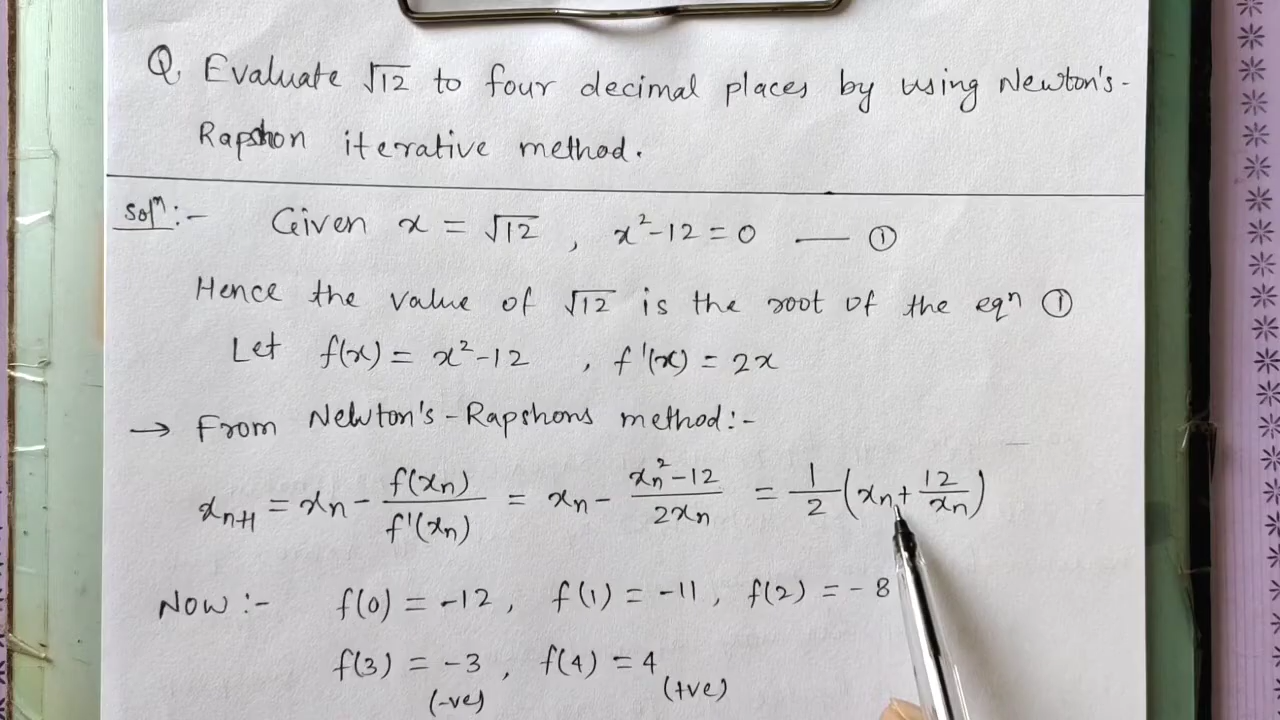 Q. Evaluate √12 to four decimal places by using Newton's-
Rapshon iterative method.
Solⁿ:- Given x = √12 , x²-12 = 0 — ①
Hence the value of √12 is the root of the eqⁿ ①
Let f(x) = x²-12 , f'(x) = 2x
→ From Newton's-Rapshons method:-
xₙ₊₁ = xₙ - f(xₙ)/f'(xₙ) = xₙ - (xₙ²-12)/(2xₙ) = 1/2 (xₙ + 12/xₙ)
Now:- f(0) = -12, f(1) = -11, f(2) = -8
f(3) = -3 , f(4) = 4
(-ve) (+ve)